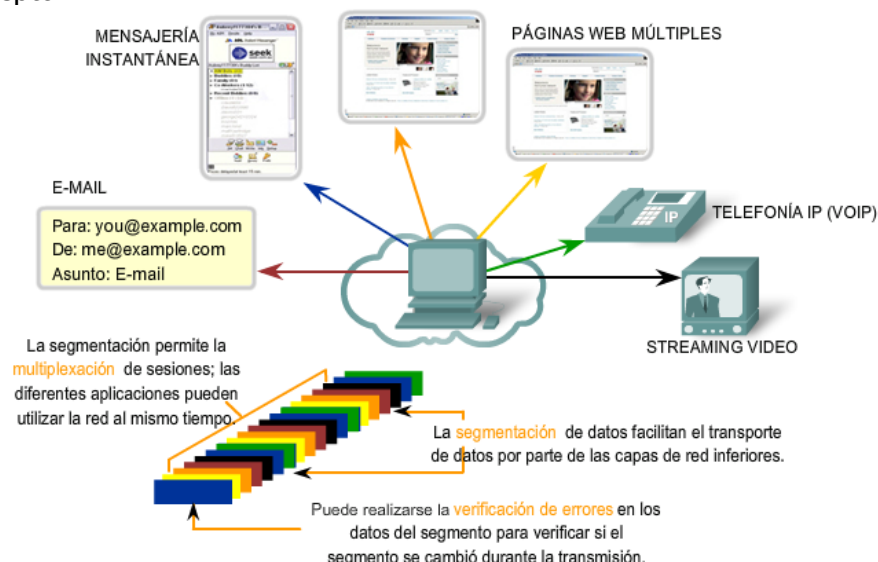 MENSAJERÍA
INSTANTÁNEA
seek
PÁGINAS WEB MÚLTIPLES
E-MAIL
Para: you@example.com
De: me@example.com
Asunto: E-mail
IP
TELEFONÍA IP (VOIP)
STREAMING VIDEO
La segmentación permite la
multiplexación de sesiones; las
diferentes aplicaciones pueden
utilizar la red al mismo tiempo.
La segmentación de datos facilitan el transporte
de datos por parte de las capas de red inferiores.
Puede realizarse la verificación de errores en los
datos del segmento para verificar si el
segmento se cambió durante la transmisión.